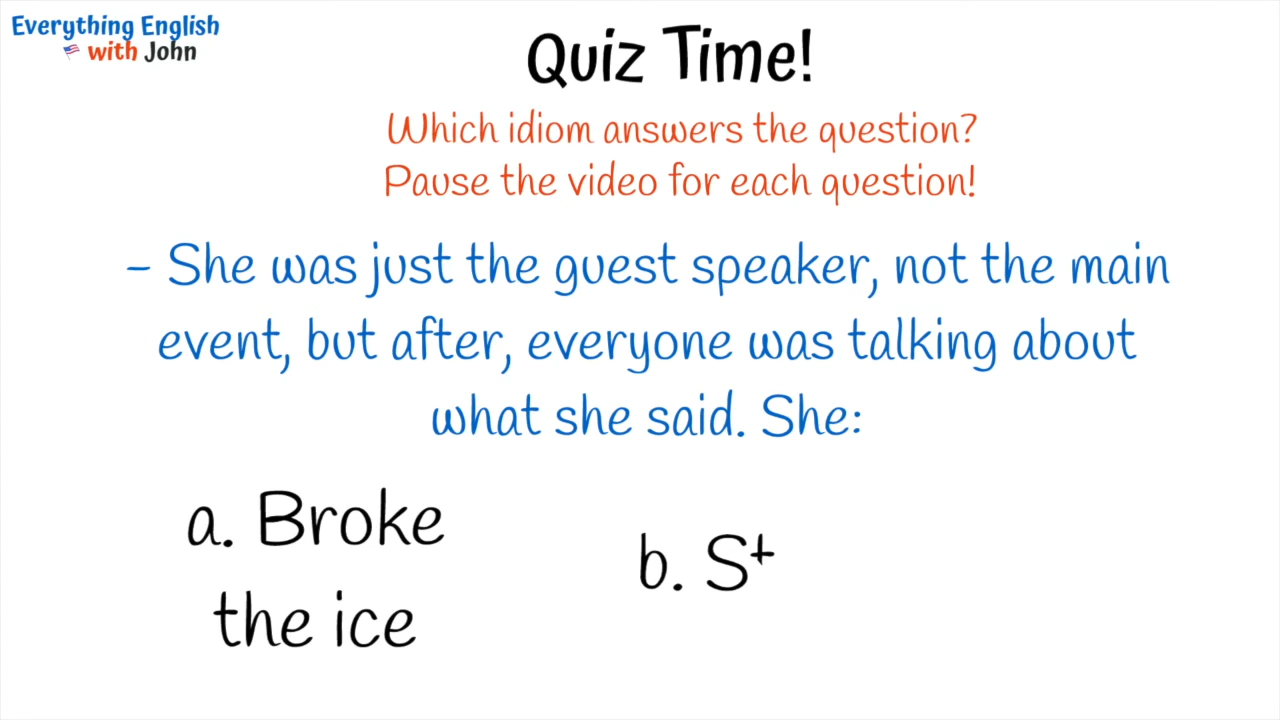 Everything English
with John
Quiz Time!
Which idiom answers the question?
Pause the video for each question!
- She was just the guest speaker, not the main
event, but after, everyone was talking about
what she said. She:
a. Broke
the ice
b. St